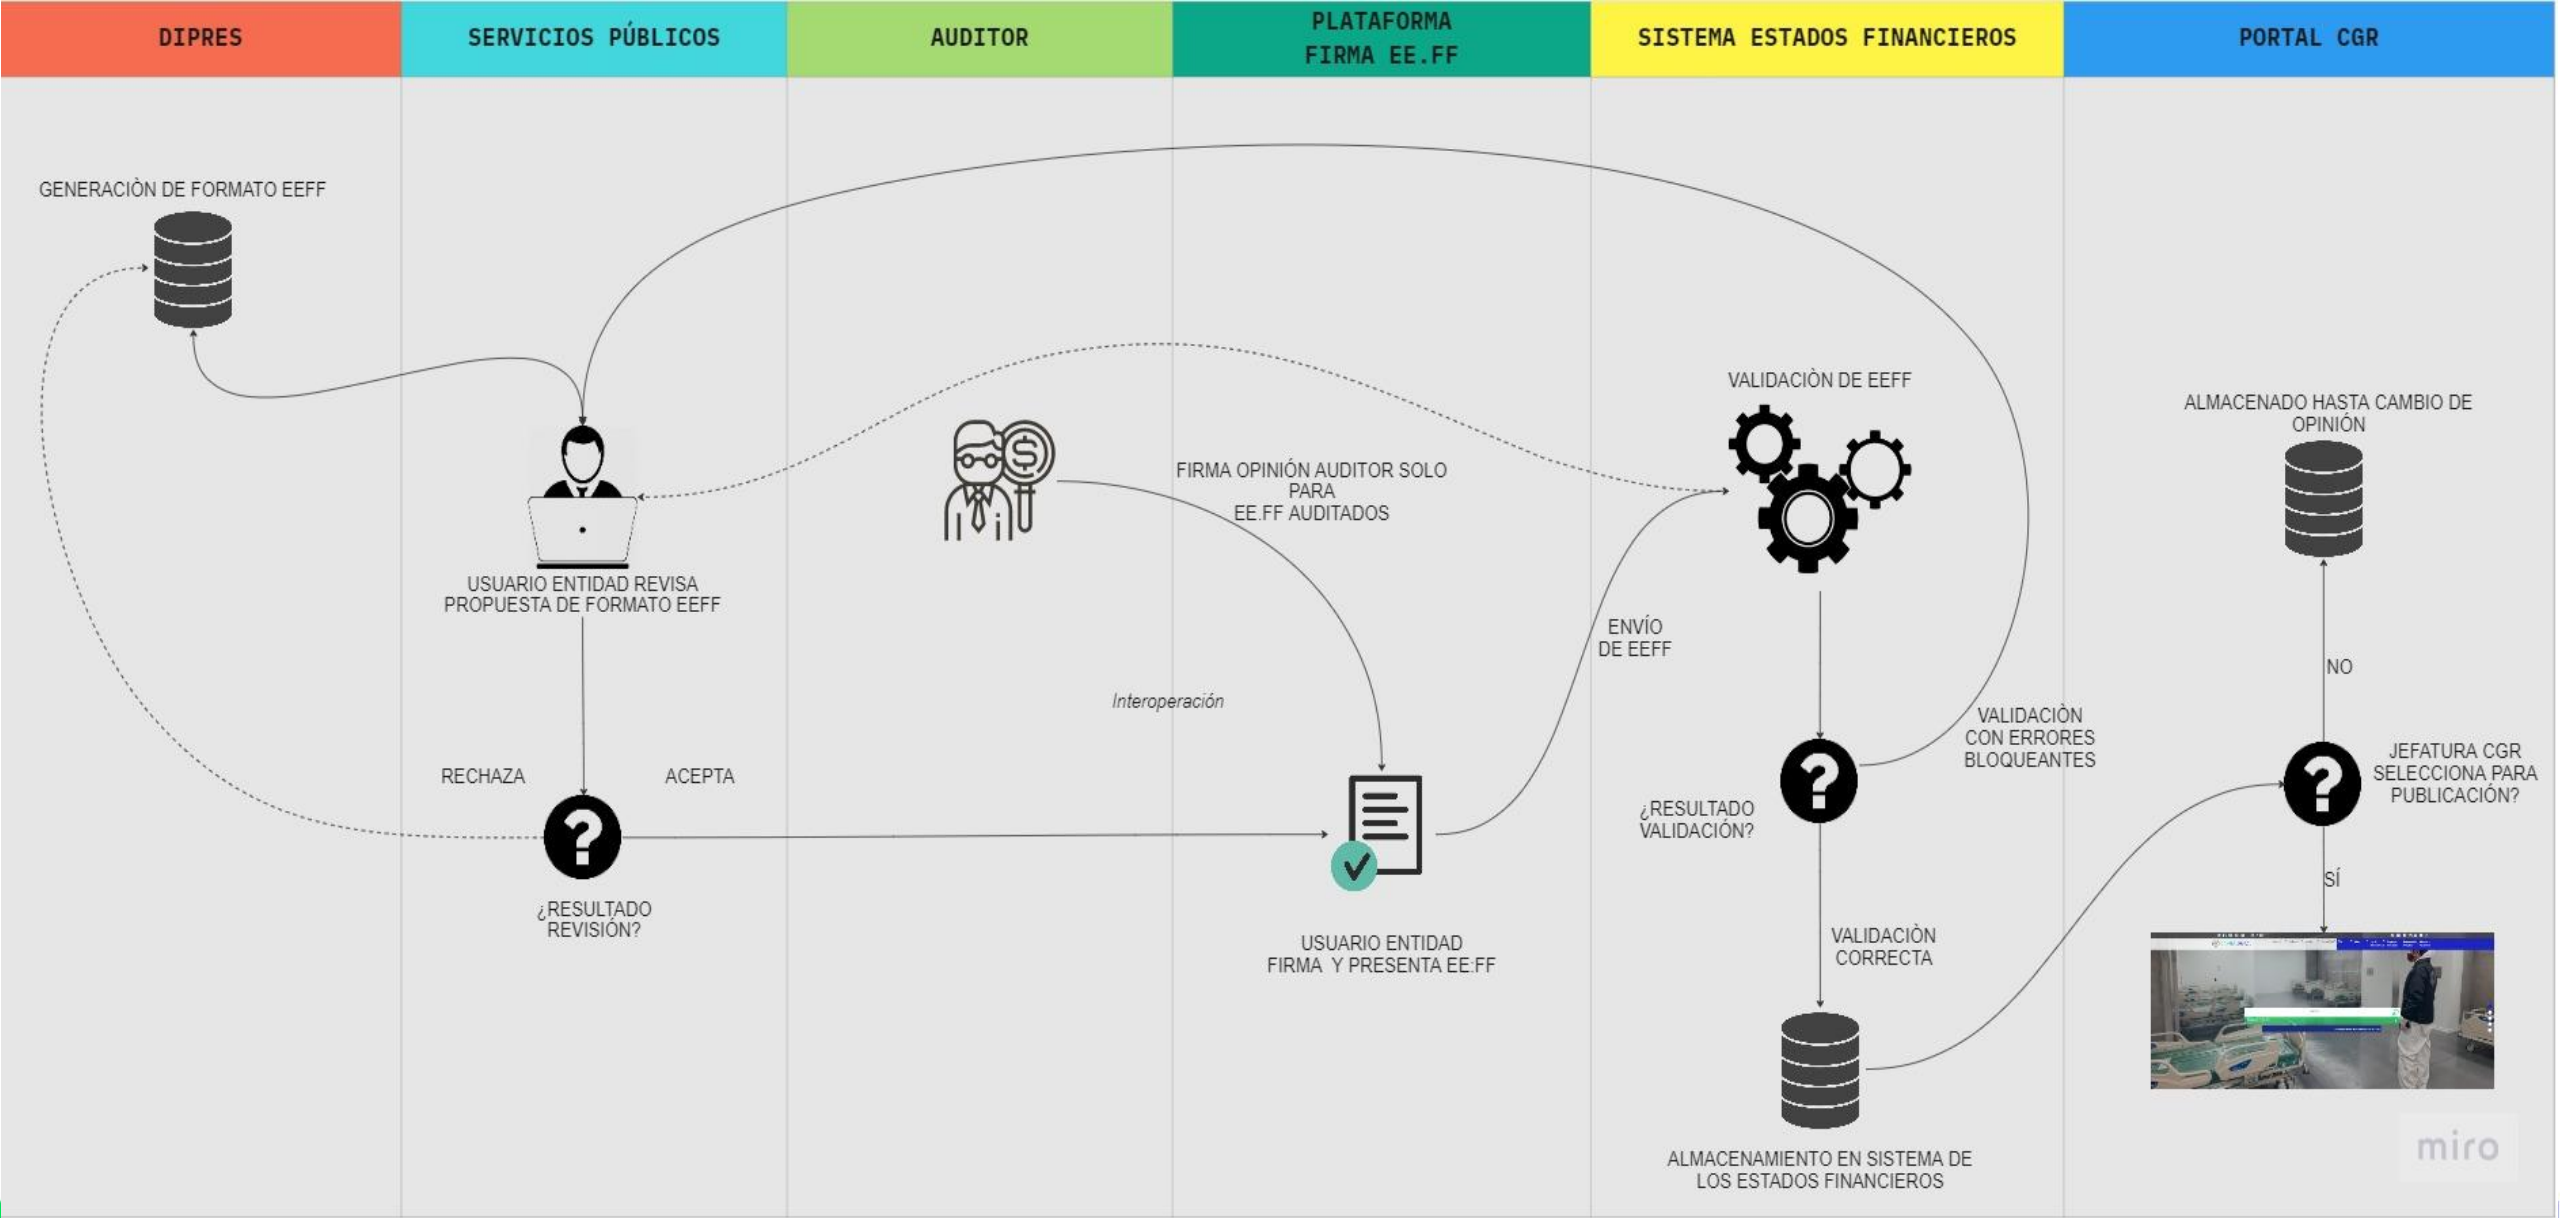 DIPRES
SERVICIOS PÚBLICOS
AUDITOR
PLATAFORMA
FIRMA EE.FF
SISTEMA ESTADOS FINANCIEROS
PORTAL CGR
GENERACIÒN DE FORMATO EEFF
USUARIO ENTIDAD REVISA
PROPUESTA DE FORMATO EEFF
RECHAZA
ACEPTA
¿RESULTADO
REVISIÓN?
FIRMA OPINIÓN AUDITOR SOLO
PARA
EE.FF AUDITADOS
Interoperación
USUARIO ENTIDAD
FIRMA Y PRESENTA EE:FF
ENVÍO
DE EEFF
VALIDACIÒN DE EEFF
¿RESULTADO
VALIDACIÓN?
VALIDACIÒN
CON ERRORES
BLOQUEANTES
VALIDACIÒN
CORRECTA
ALMACENAMIENTO EN SISTEMA DE
LOS ESTADOS FINANCIEROS
ALMACENADO HASTA CAMBIO DE
OPINIÓN
NO
JEFATURA CGR
SELECCIONA PARA
PUBLICACIÓN?
SÍ
miro